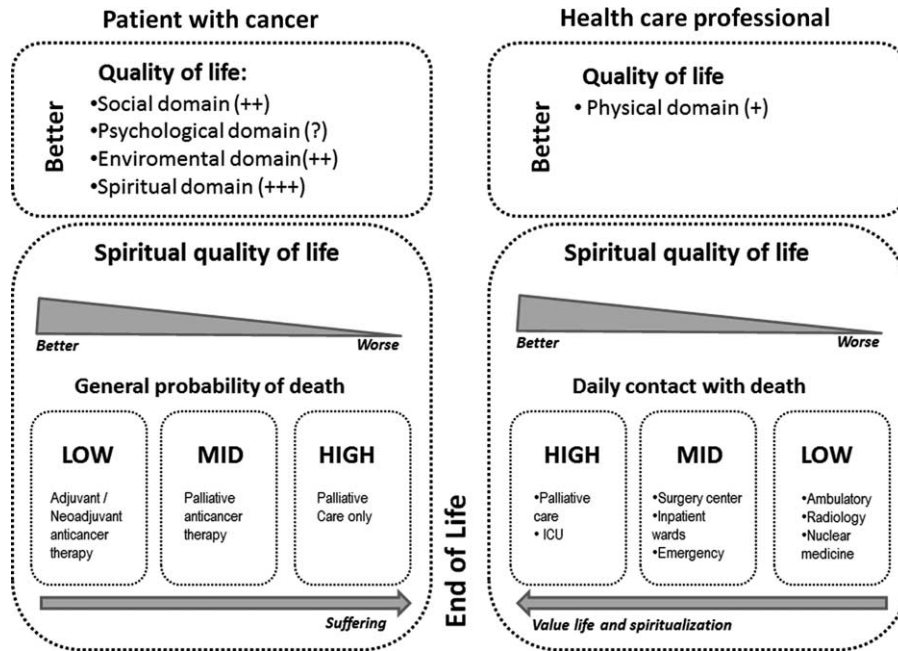 Patient with cancer
Better
Quality of life:
•Social domain (++)
•Psychological domain (?)
•Enviromental domain(++)
•Spiritual domain (+++)
Spiritual quality of life
Better
Worse
General probability of death
LOW
Adjuvant /
Neoadjuvant
anticancer
therapy
MID
Palliative
anticancer
therapy
HIGH
Palliative
Care only
Suffering
End of Life
Health care professional
Better
Quality of life
• Physical domain (+)
Spiritual quality of life
Better
Worse
Daily contact with death
HIGH
•Palliative
care
• ICU
MID
•Surgery center
•Inpatient
wards
•Emergency
LOW
•Ambulatory
•Radiology
•Nuclear
medicine
Value life and spiritualization